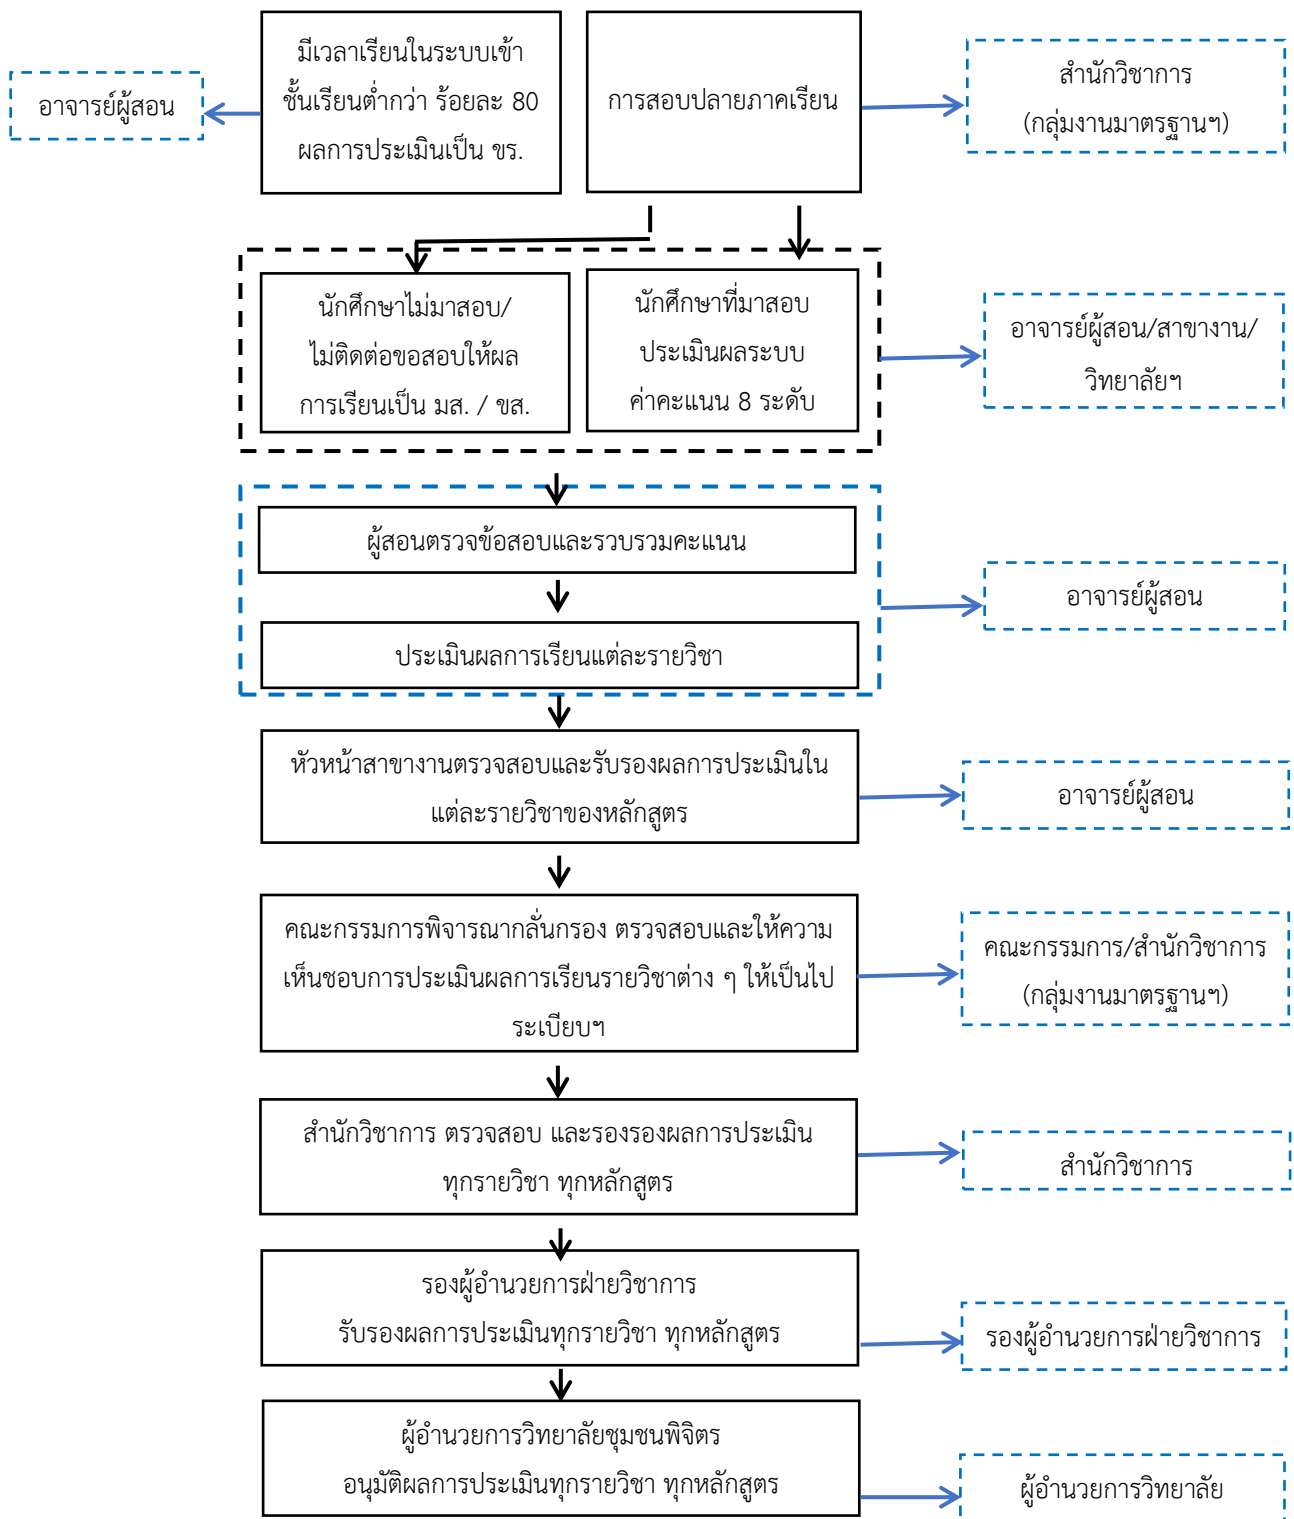 มีเวลาเรียนในระบบเข้า
ชั้นเรียนต่ำกว่า ร้อยละ 80
ผลการประเมินเป็น ขร.
อาจารย์ผู้สอน
การสอบปลายภาคเรียน
สำนักวิชาการ
(กลุ่มงานมาตรฐานฯ)
นักศึกษาไม่มาสอบ/
ไม่ติดต่อขอสอบให้ผล
การเรียนเป็น มส. / ขส.
นักศึกษาที่มาสอบ
ประเมินผลระบบ
ค่าคะแนน 8 ระดับ
อาจารย์ผู้สอน/สาขางาน/
วิทยาลัยฯ
ผู้สอนตรวจข้อสอบและรวบรวมคะแนน
ประเมินผลการเรียนแต่ละรายวิชา
อาจารย์ผู้สอน
หัวหน้าสาขางานตรวจสอบและรับรองผลการประเมินใน
แต่ละรายวิชาของหลักสูตร
อาจารย์ผู้สอน
คณะกรรมการพิจารณากลั่นกรอง ตรวจสอบและให้ความ
เห็นชอบการประเมินผลการเรียนรายวิชาต่าง ๆ ให้เป็นไป
ระเบียบฯ
คณะกรรมการ/สำนักวิชาการ
(กลุ่มงานมาตรฐานฯ)
สำนักวิชาการ ตรวจสอบ และรองรองผลการประเมิน
ทุกรายวิชา ทุกหลักสูตร
สำนักวิชาการ
รองผู้อำนวยการฝ่ายวิชาการ
รับรองผลการประเมินทุกรายวิชา ทุกหลักสูตร
รองผู้อำนวยการฝ่ายวิชาการ
ผู้อำนวยการวิทยาลัยชุมชนพิจิตร
อนุมัติผลการประเมินทุกรายวิชา ทุกหลักสูตร
ผู้อำนวยการวิทยาลัย